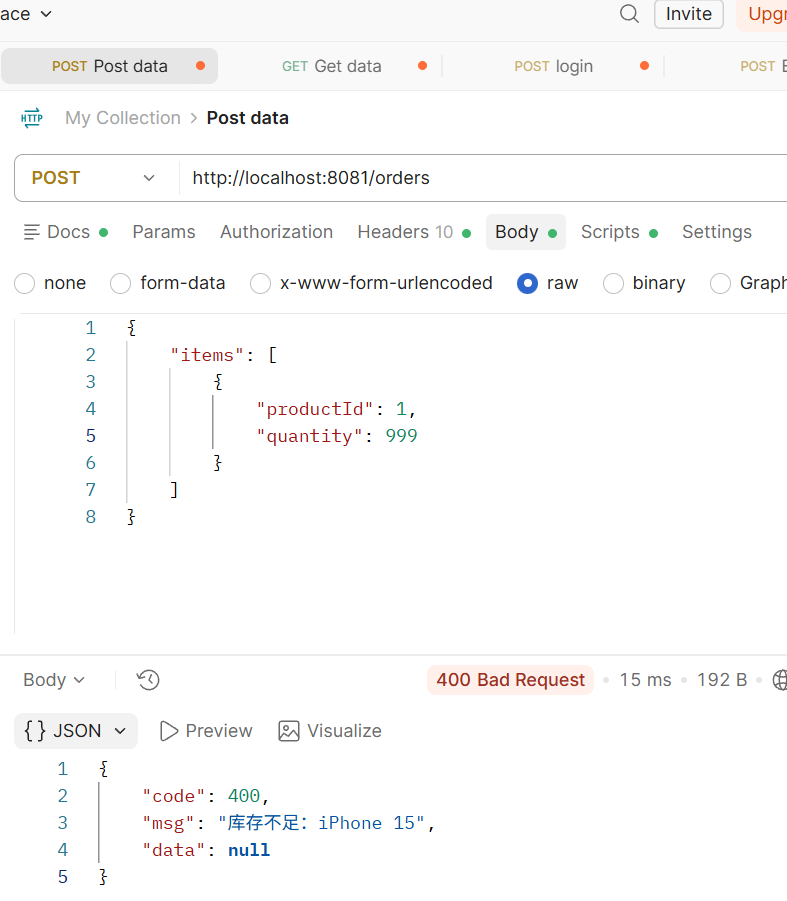 ace
Invite
Upgr
POST Post data
GET Get data
POST login
POST E
HTTP My Collection > Post data
POST http://localhost:8081/orders
Docs Params Authorization Headers 10 Body Scripts Settings
none form-data x-www-form-urlencoded raw binary Graph
1 {
2 "items": [
3 {
4 "productId": 1,
5 "quantity": 999
6 }
7 ]
8 }
Body 400 Bad Request • 15 ms • 192 B •
{} JSON Preview Visualize
1 {
2 "code": 400,
3 "msg": "库存不足：iPhone 15",
4 "data": null
5 }